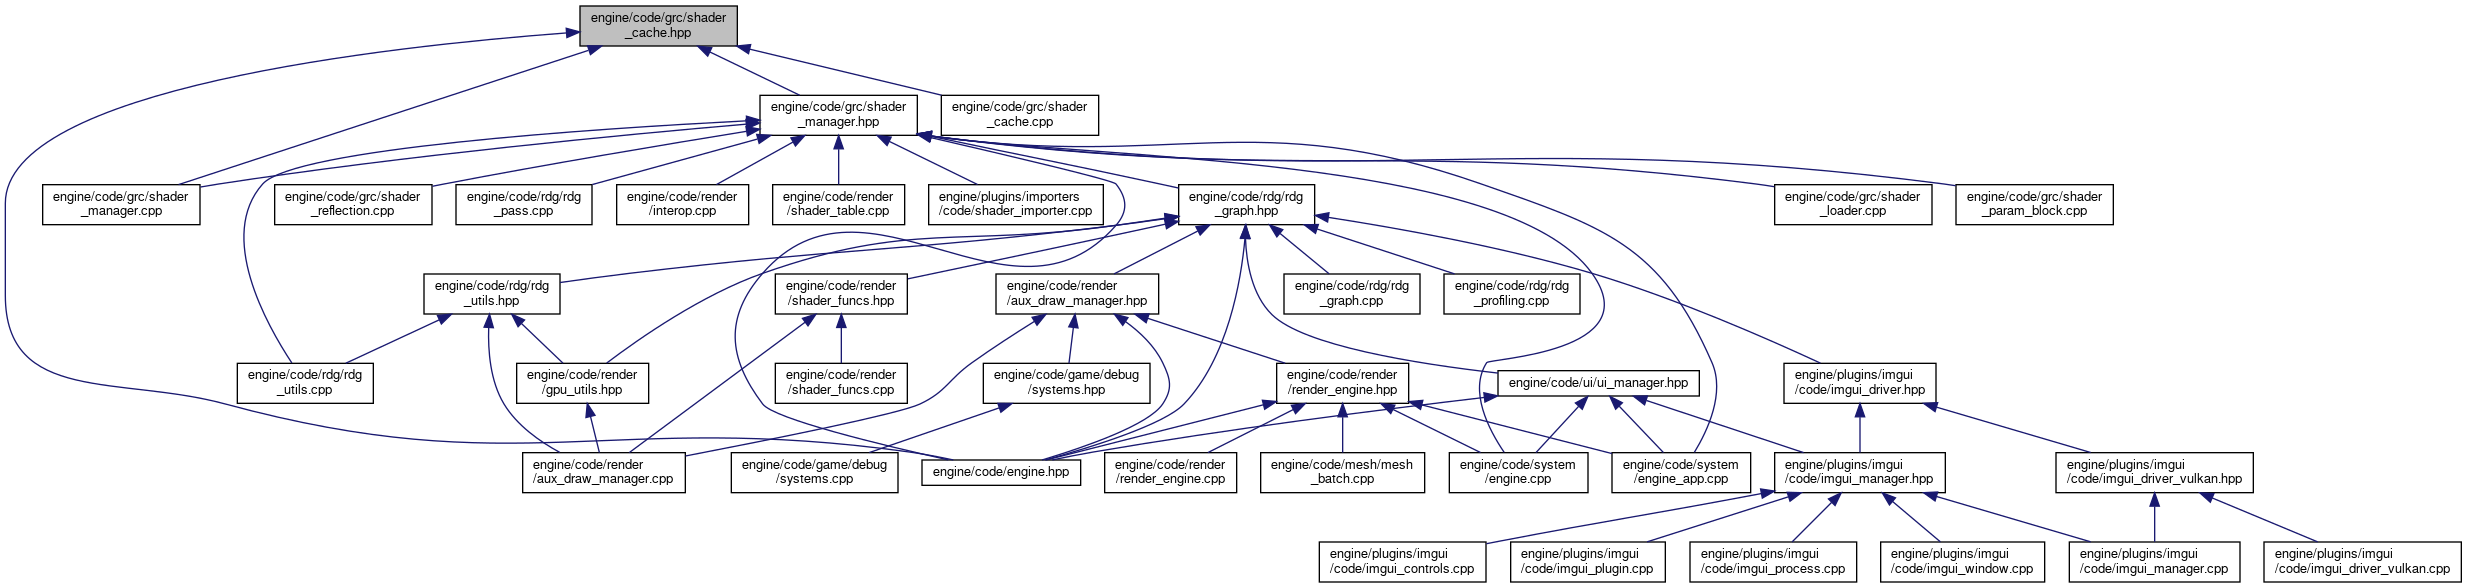 engine/code/grc/shader
_cache.hpp
engine/code/grc/shader
_manager.hpp
engine/code/grc/shader
_cache.cpp
engine/code/grc/shader
_manager.cpp
engine/code/grc/shader
_reflection.cpp
engine/code/rdg/rdg
_pass.cpp
engine/code/render
/interop.cpp
engine/code/render
/shader_table.cpp
engine/plugins/importers
/code/shader_importer.cpp
engine/code/rdg/rdg
_graph.hpp
engine/code/grc/shader
_loader.cpp
engine/code/grc/shader
_param_block.cpp
engine/code/rdg/rdg
_utils.hpp
engine/code/render
/shader_funcs.hpp
engine/code/render
/aux_draw_manager.hpp
engine/code/rdg/rdg
_graph.cpp
engine/code/rdg/rdg
_profiling.cpp
engine/code/rdg/rdg
_utils.cpp
engine/code/render
/gpu_utils.hpp
engine/code/render
/shader_funcs.cpp
engine/code/game/debug
/systems.hpp
engine/code/render
/render_engine.hpp
engine/code/ui/ui_manager.hpp
engine/plugins/imgui
/code/imgui_driver.hpp
engine/code/render
/aux_draw_manager.cpp
engine/code/game/debug
/systems.cpp
engine/code/engine.hpp
engine/code/render
/render_engine.cpp
engine/code/mesh/mesh
_batch.cpp
engine/code/system
/engine.cpp
engine/code/system
/engine_app.cpp
engine/plugins/imgui
/code/imgui_manager.hpp
engine/plugins/imgui
/code/imgui_driver_vulkan.hpp
engine/plugins/imgui
/code/imgui_controls.cpp
engine/plugins/imgui
/code/imgui_plugin.cpp
engine/plugins/imgui
/code/imgui_process.cpp
engine/plugins/imgui
/code/imgui_window.cpp
engine/plugins/imgui
/code/imgui_manager.cpp
engine/plugins/imgui
/code/imgui_driver_vulkan.cpp